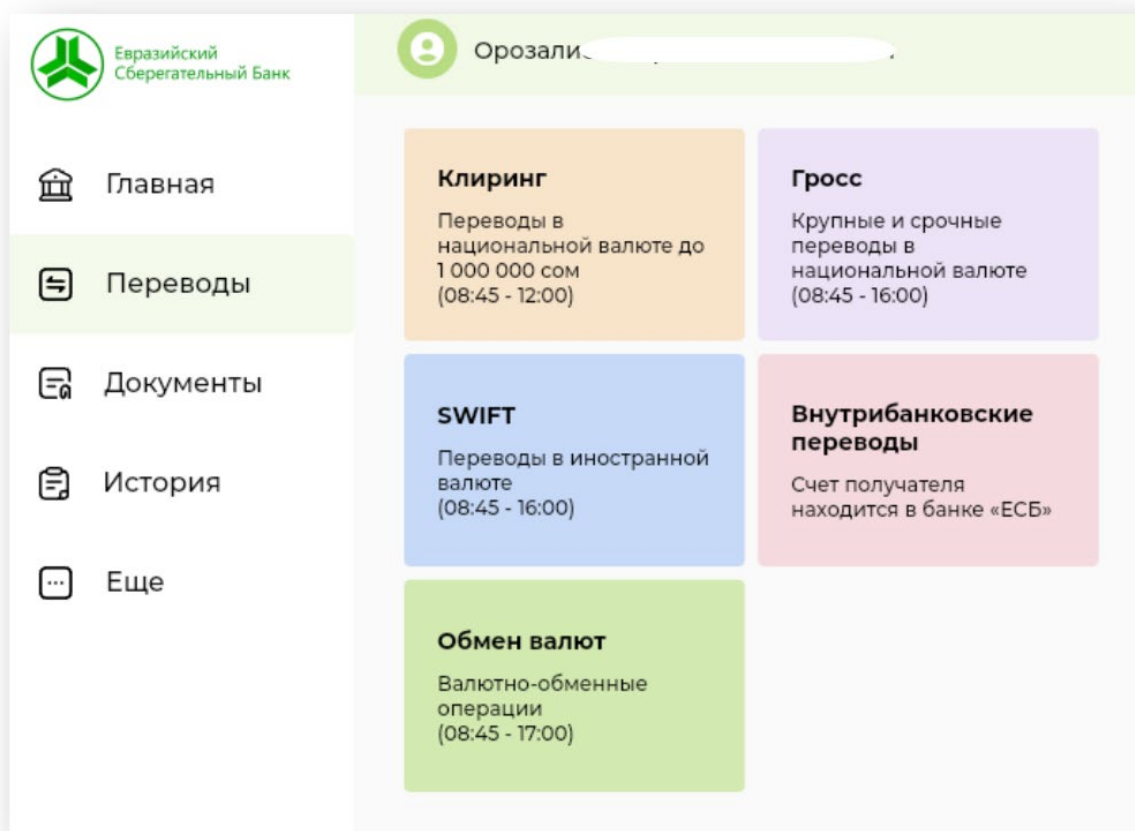 Евразийский
Сберегательный Банк
Главная
Переводы
Документы
История
Еще
Клиринг
Переводы в
национальной валюте до
1 000 000 сом
(08:45 - 12:00)
Гросс
Крупные и срочные
переводы в
национальной валюте
(08:45 - 16:00)
SWIFT
Переводы в иностранной
валюте
(08:45 - 16:00)
Внутрибанковские
переводы
Счет получателя
находится в банке «ЕСБ»
Обмен валют
Валютно-обменные
операции
(08:45 - 17:00)